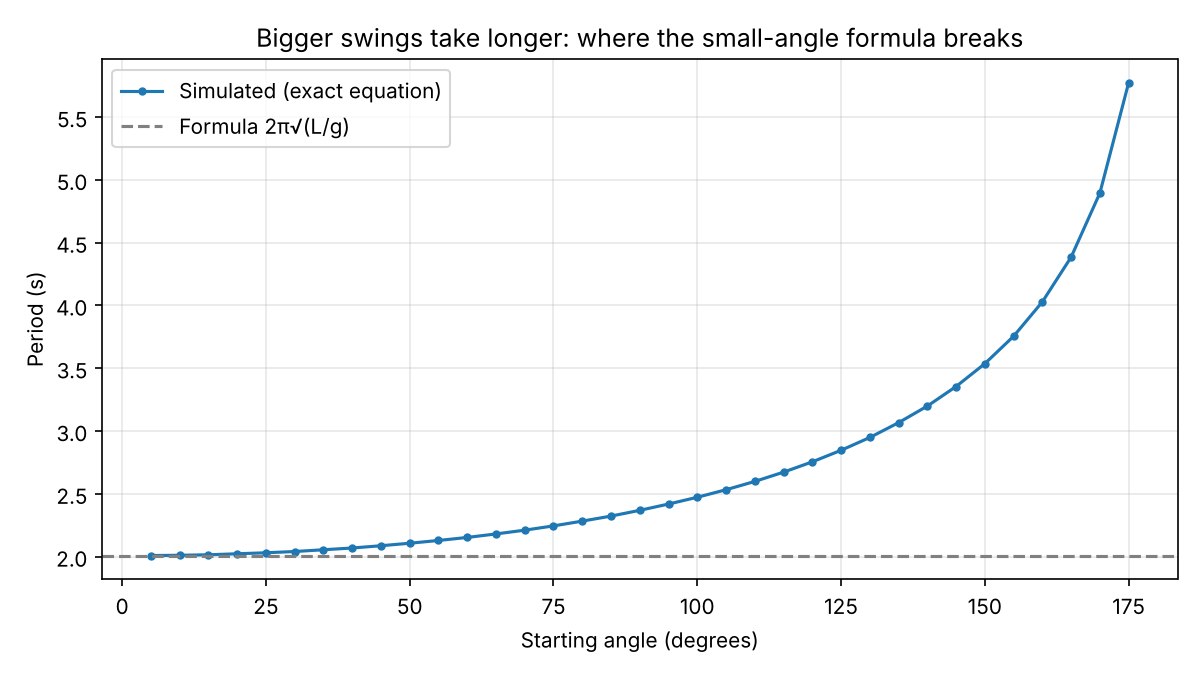 Bigger swings take longer: where the small-angle formula breaks
Simulated (exact equation)
Formula 2π√(L/g)
Period (s)
5.5
5.0
4.5
4.0
3.5
3.0
2.5
2.0
0 25 50 75 100 125 150 175
Starting angle (degrees)